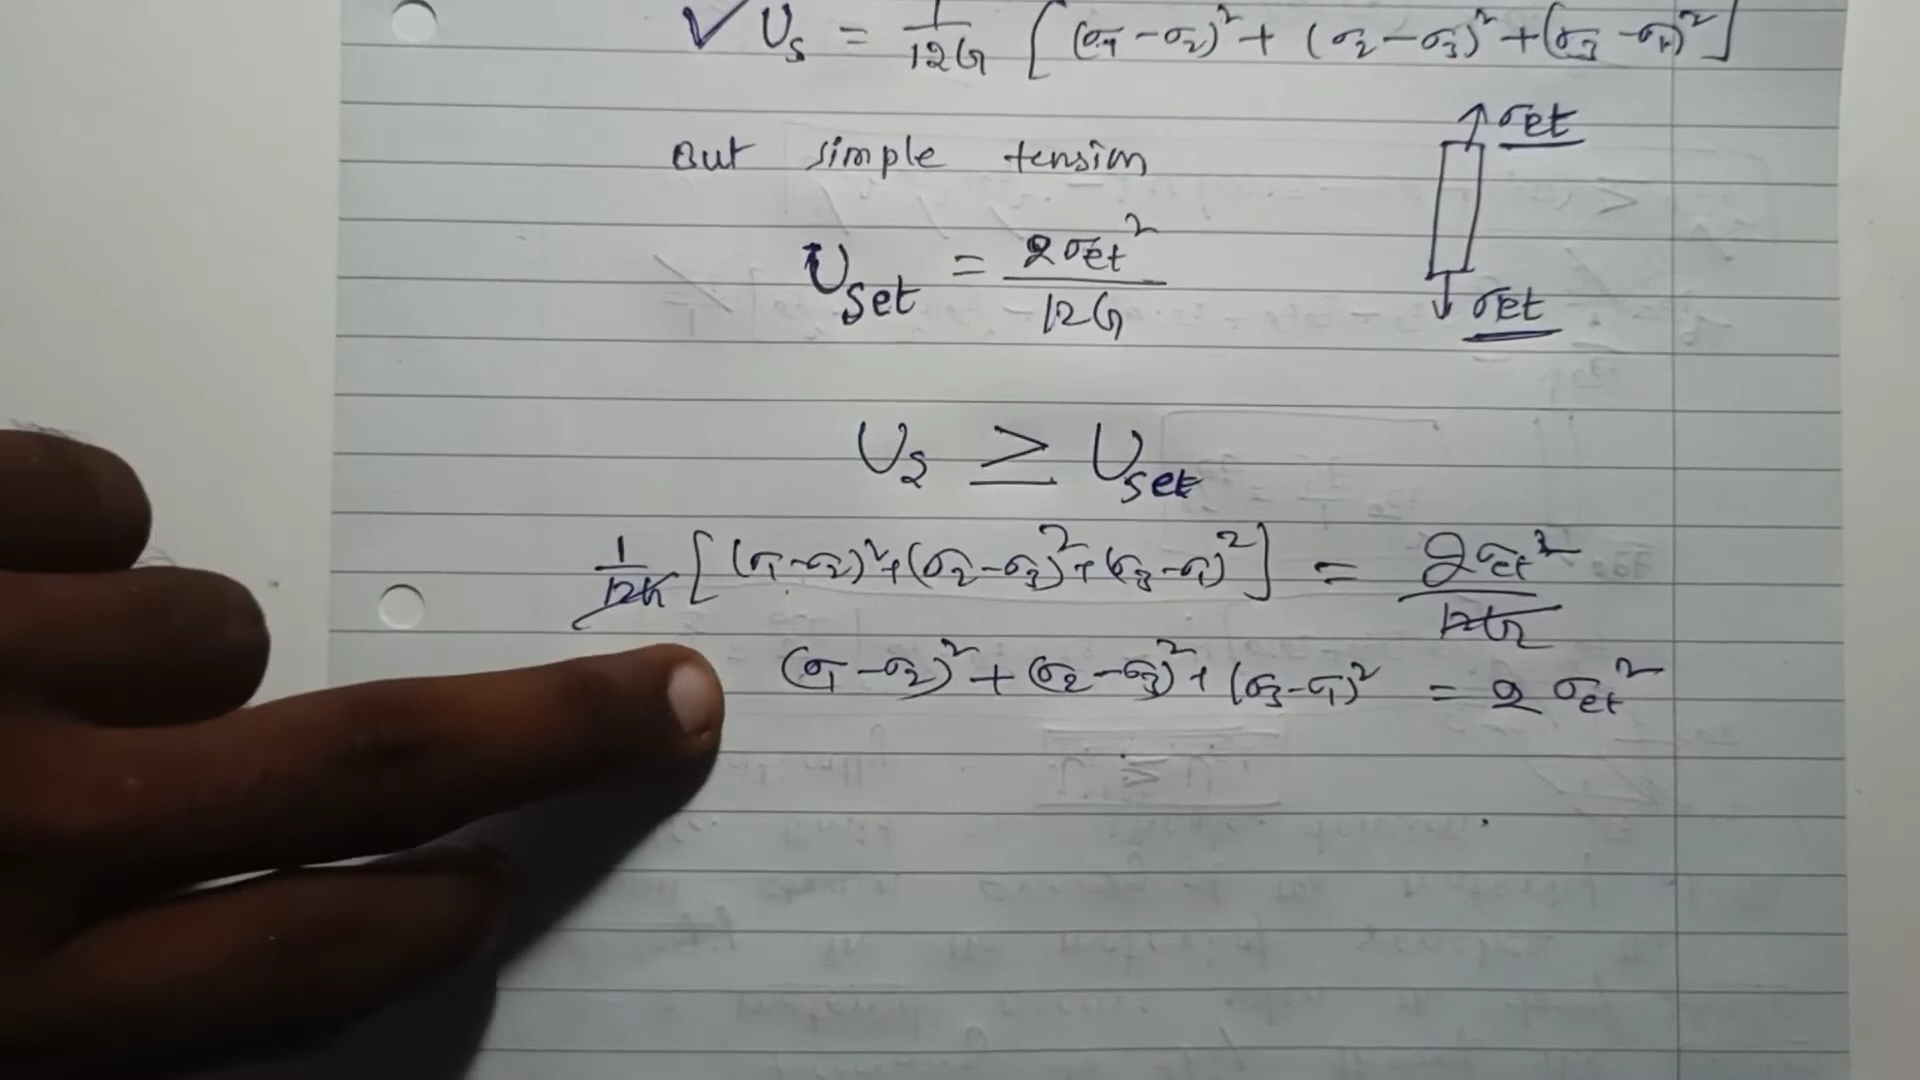 ✓ Us = 1/12G [(σ1-σ2)² + (σ2-σ3)² + (σ3-σ1)²]
But simple tension
σet
Uset = 2σet²/12G
σet
Us ≥ Uset
1/12G [(σ1-σ2)² + (σ2-σ3)² + (σ3-σ1)²] = 2σet²/12G
(σ1-σ2)² + (σ2-σ3)² + (σ3-σ1)² = 2σet²